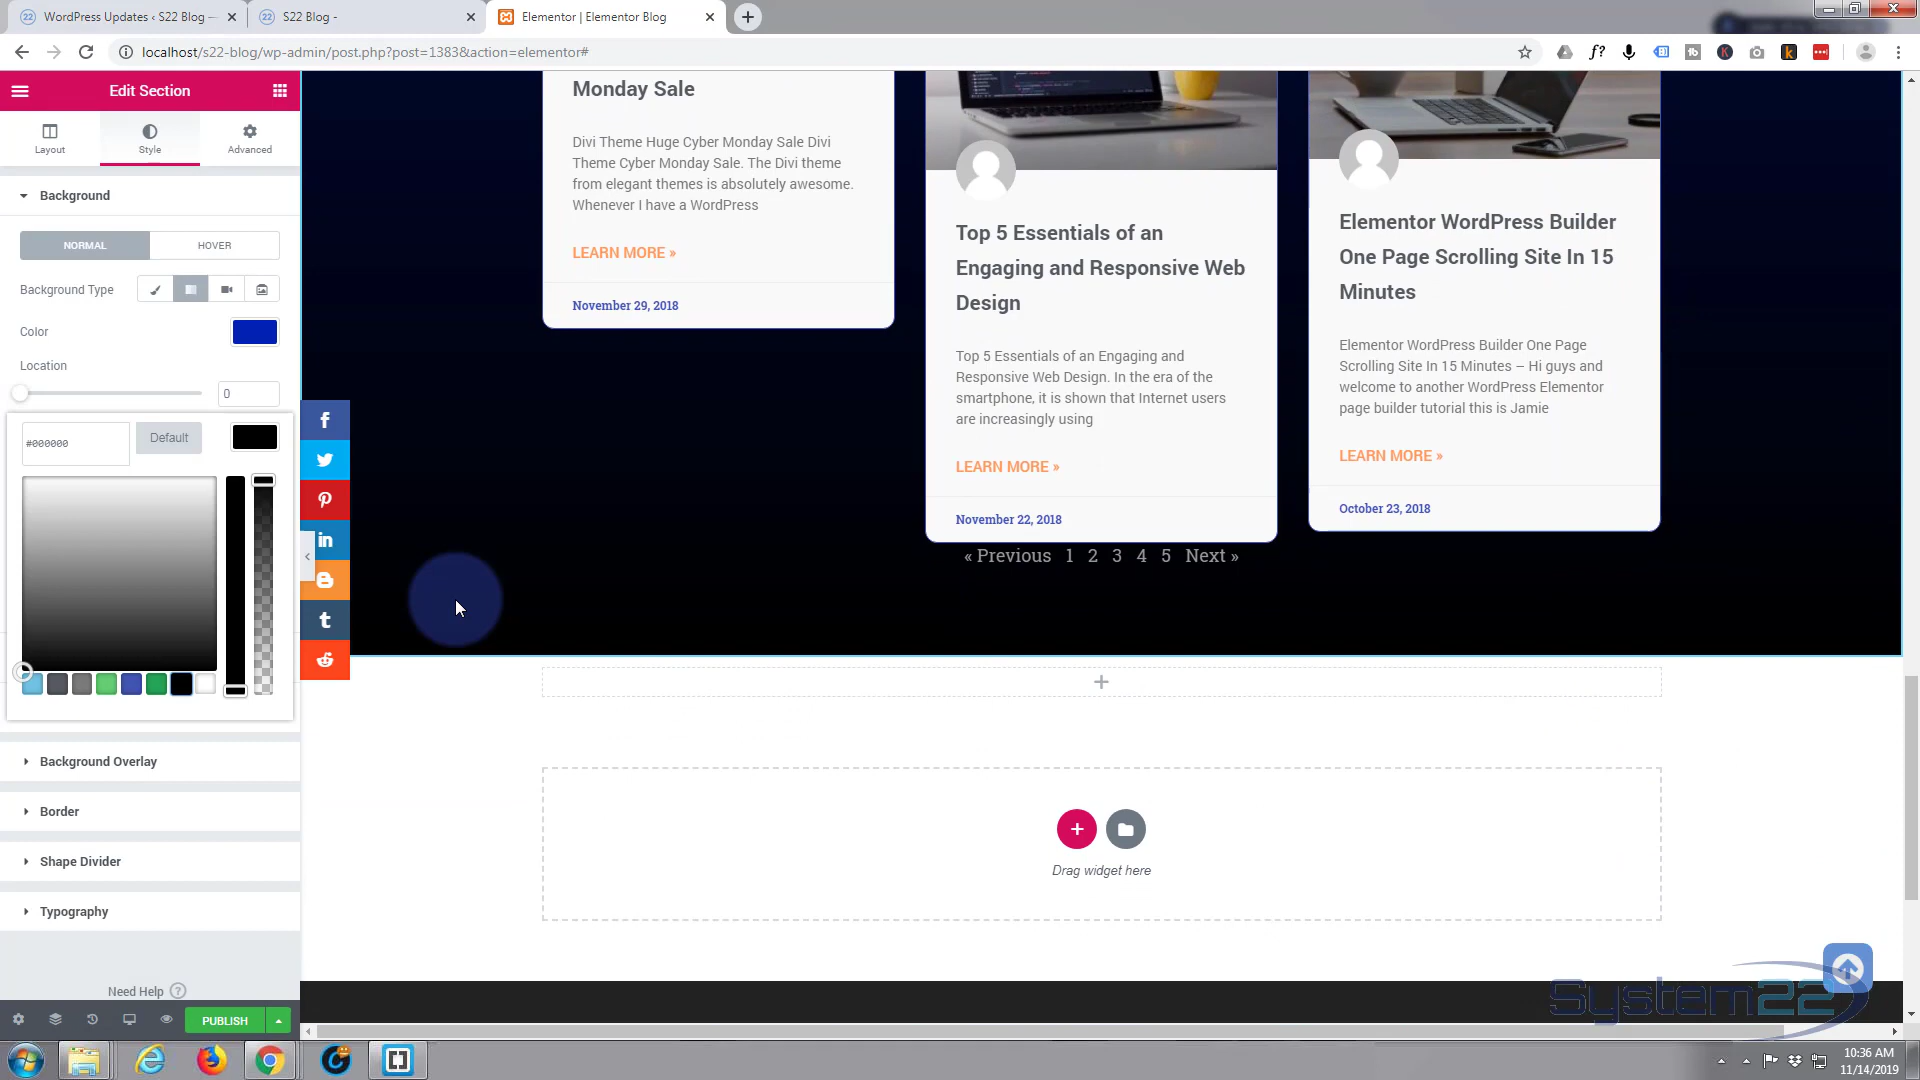 WordPress Updates ‹ S22 Blog —
S22 Blog -
Elementor | Elementor Blog
localhost/s22-blog/wp-admin/post.php?post=1383&action=elementor#
Edit Section
Layout
Style
Advanced
Background
NORMAL
HOVER
Background Type
Color
Location
0
#000000
Default
Background Overlay
Border
Shape Divider
Typography
Need Help
PUBLISH
Monday Sale
Divi Theme Huge Cyber Monday Sale Divi
Theme Cyber Monday Sale. The Divi theme
from elegant themes is absolutely awesome.
Whenever I have a WordPress
LEARN MORE »
November 29, 2018
Top 5 Essentials of an
Engaging and Responsive Web
Design
Top 5 Essentials of an Engaging and
Responsive Web Design. In the era of the
smartphone, it is shown that Internet users
are increasingly using
LEARN MORE »
November 22, 2018
Elementor WordPress Builder
One Page Scrolling Site In 15
Minutes
Elementor WordPress Builder One Page
Scrolling Site In 15 Minutes – Hi guys and
welcome to another WordPress Elementor
page builder tutorial this is Jamie
LEARN MORE »
October 23, 2018
« Previous 1 2 3 4 5 Next »
Drag widget here
System22
10:36 AM
11/14/2019